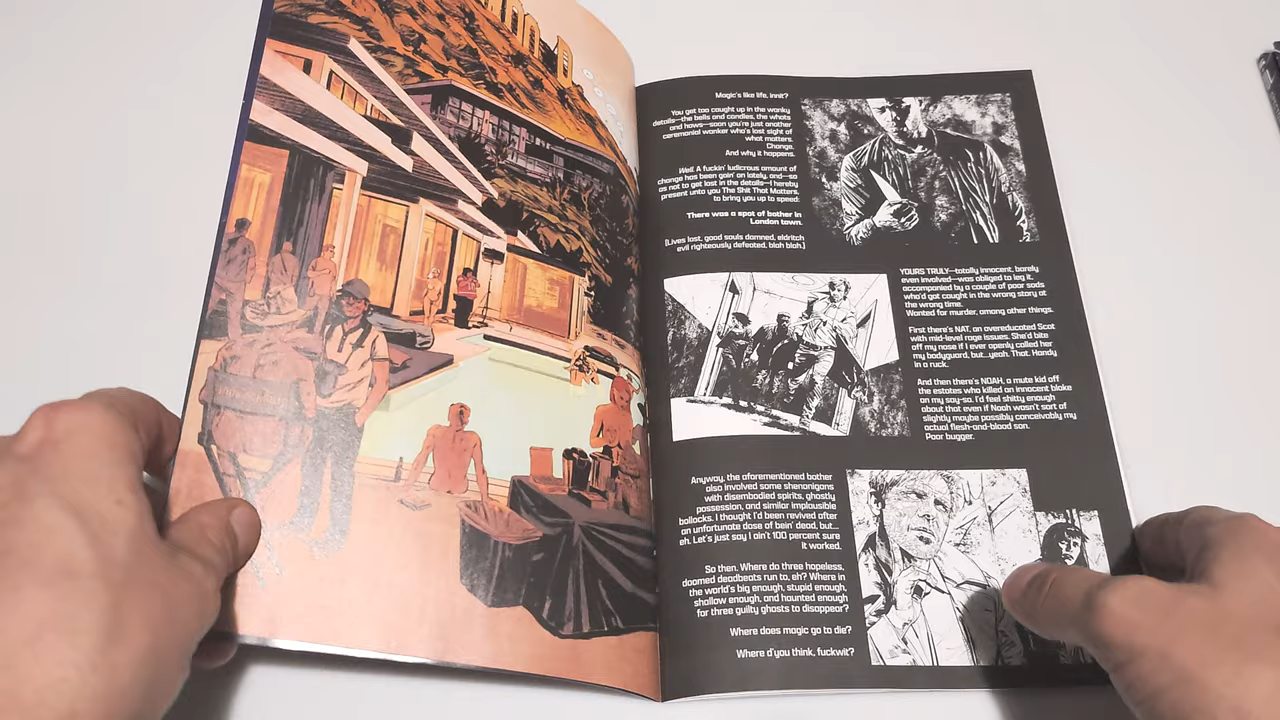 Magic's like life, innit?
You get too caught up in the wanky
details—the bells and candles, the whats
and hows—soon you're just another
ceremonial wanker who's lost sight of
what matters.
Change.
And why it happens.
Well. A fuckin' ludicrous amount of
change has been goin' on lately, and—so
as not to get lost in the details—I hereby
present unto you The Shit That Matters,
to bring you up to speed:
There was a spot of bother in
London town.
(Lives lost, good souls damned, eldritch
evil righteously defeated, blah blah.)
YOURS TRULY—totally innocent, barely
even involved—was obliged to leg it,
accompanied by a couple of poor sods
who'd got caught in the wrong story at
the wrong time.
Wanted for murder, among other things.
First there's NAT, an overeducated Scot
with mid-level rage issues. She'd bite
off my nose if I ever openly called her
my bodyguard, but...yeah. That. Handy
in a ruck.
And then there's NOAH, a mute kid off
the estates who killed an innocent bloke
on my say-so. I'd feel shitty enough
about that even if Noah wasn't sort of
slightly maybe possibly conceivably my
actual flesh-and-blood son.
Poor bugger.
Anyway, the aforementioned bother
also involved some shenanigans
with disembodied spirits, ghostly
possession, and similar implausible
bollocks. I thought I'd been revived after
an unfortunate dose of bein' dead, but...
eh. Let's just say I ain't 100 percent sure
it worked.
So then. Where do three hopeless,
doomed deadbeats run to, eh? Where in
the world's big enough, stupid enough,
shallow enough, and haunted enough
for three guilty ghosts to disappear?
Where does magic go to die?
Where d'you think, fuckwit?